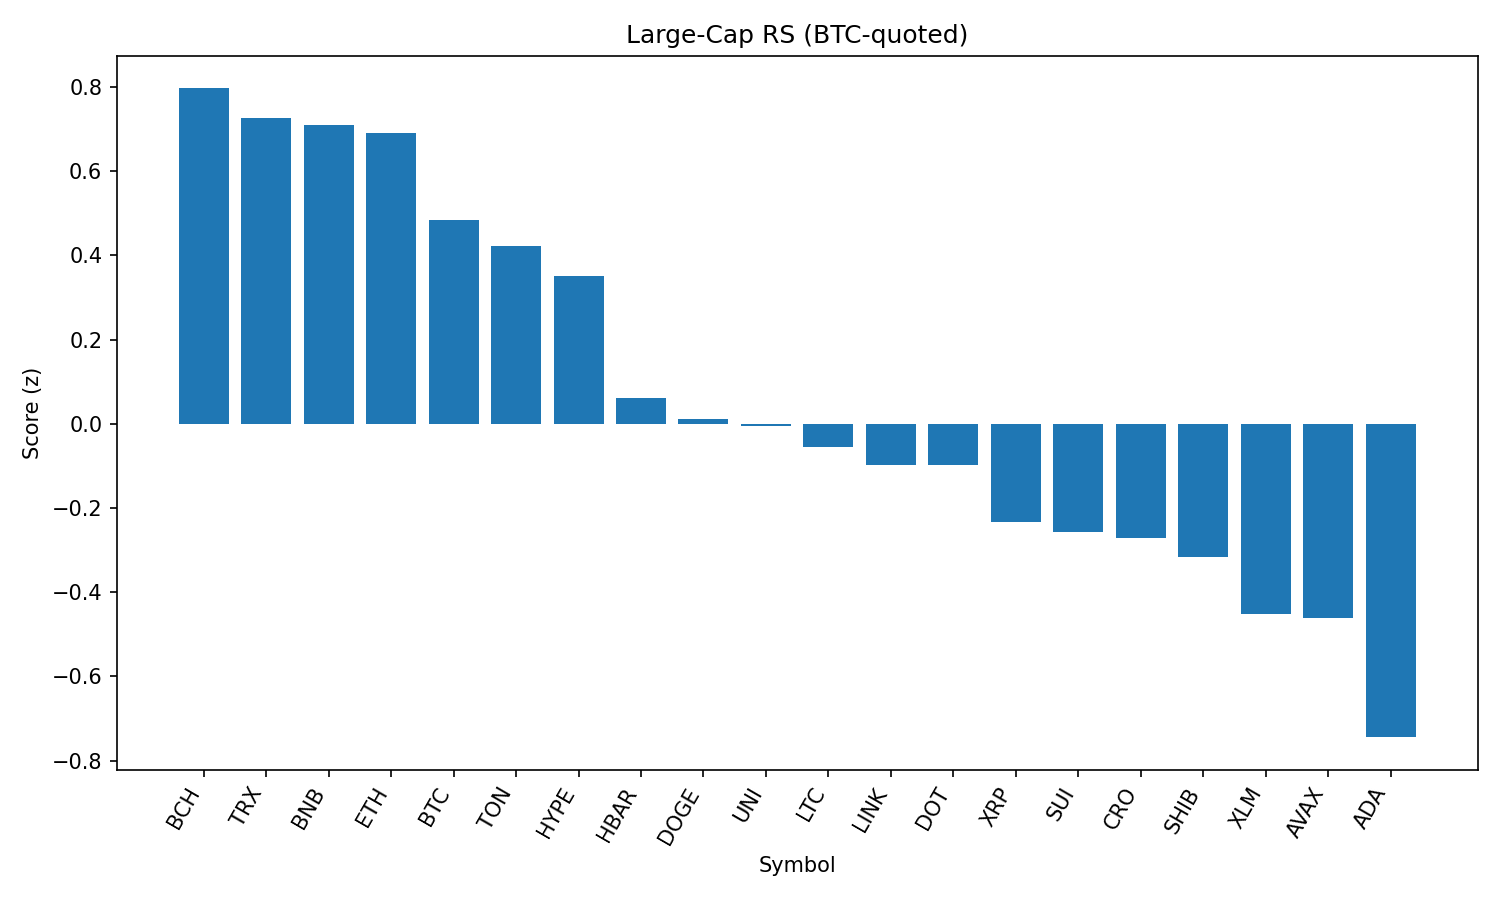 Large-Cap RS (BTC-quoted)
Score (z)
0.8
0.6
0.4
0.2
0.0
−0.2
−0.4
−0.6
−0.8
BCH
TRX
BNB
ETH
BTC
TON
HYPE
HBAR
DOGE
UNI
LTC
LINK
DOT
XRP
SUI
CRO
SHIB
XLM
AVAX
ADA
Symbol